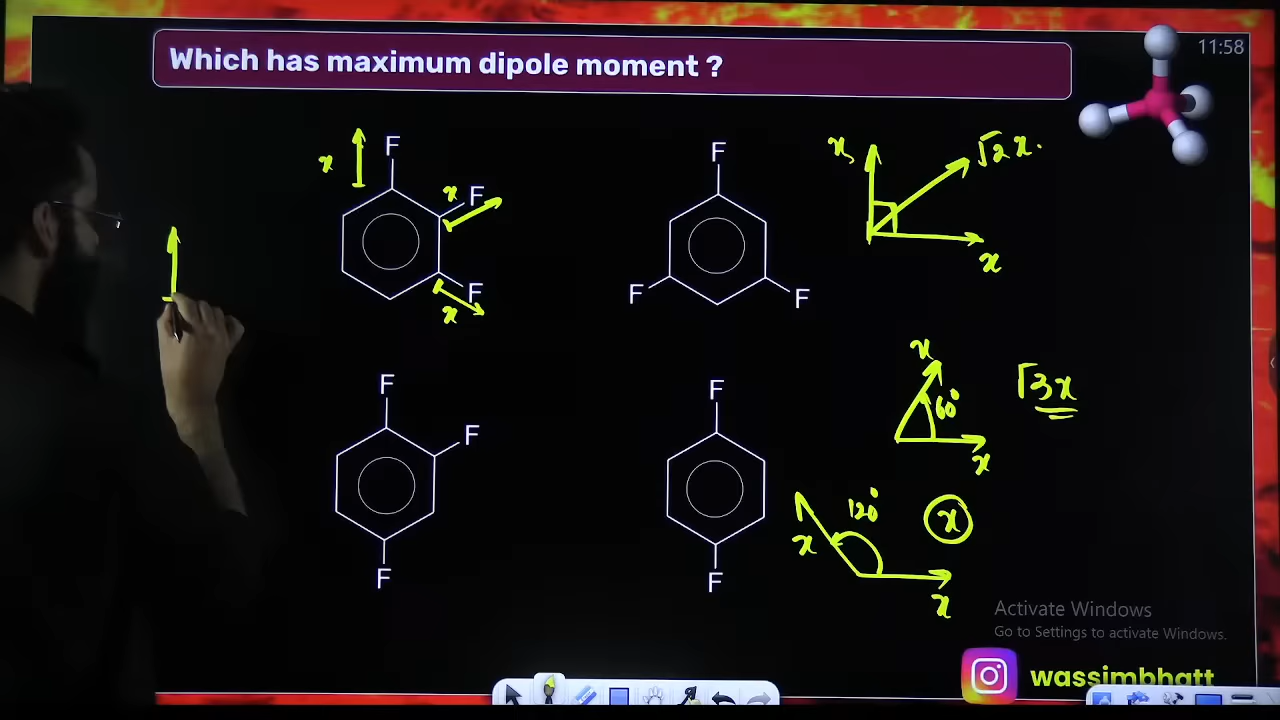 Which has maximum dipole moment ?
11:58
F
x
x
F
F
x
F
F
F
x
√2 x.
x
x
60°
x
√3x
F
F
F
F
F
120°
x
x
x
Activate Windows
Go to Settings to activate Windows.
wassimbhatt